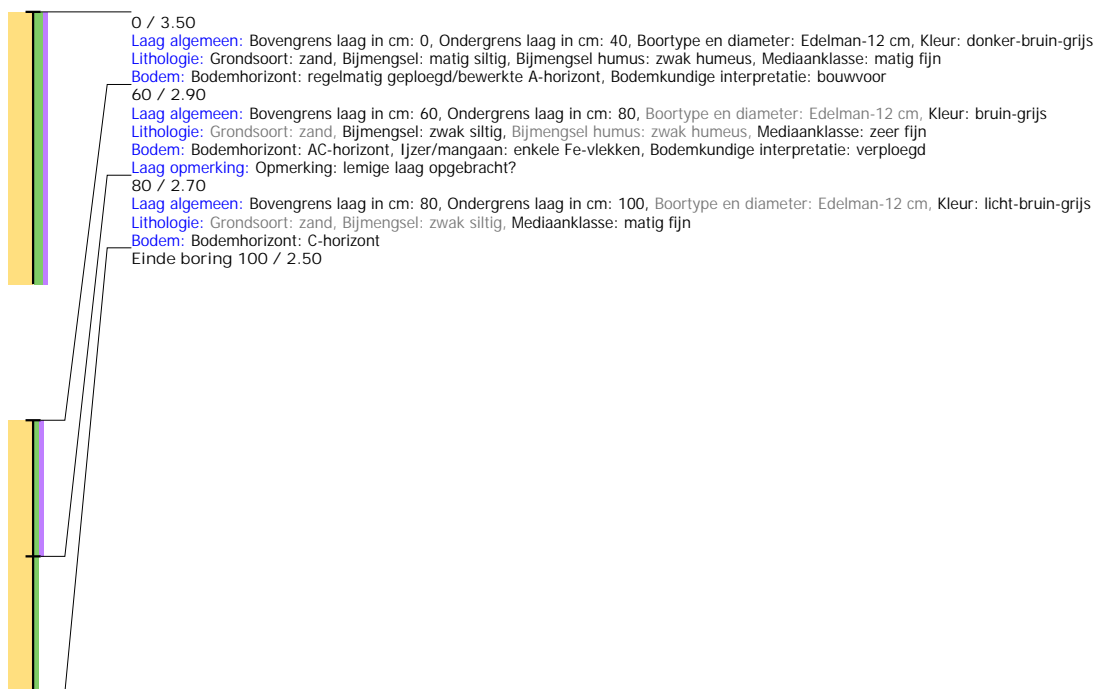 0 / 3.50
Laag algemeen: Bovengrens laag in cm: 0, Ondergrens laag in cm: 40, Boortype en diameter: Edelman-12 cm, Kleur: donker-bruin-grijs
Lithologie: Grondsoort: zand, Bijmengsel: matig siltig, Bijmengsel humus: zwak humeus, Mediaanklasse: matig fijn
Bodem: Bodemhorizont: regelmatig geploegd/bewerkte A-horizont, Bodemkundige interpretatie: bouwvoor
60 / 2.90
Laag algemeen: Bovengrens laag in cm: 60, Ondergrens laag in cm: 80, Boortype en diameter: Edelman-12 cm, Kleur: bruin-grijs
Lithologie: Grondsoort: zand, Bijmengsel: zwak siltig, Bijmengsel humus: zwak humeus, Mediaanklasse: zeer fijn
Bodem: Bodemhorizont: AC-horizont, Ijzer/mangaan: enkele Fe-vlekken, Bodemkundige interpretatie: verploegd
Laag opmerking: Opmerking: lemige laag opgebracht?
80 / 2.70
Laag algemeen: Bovengrens laag in cm: 80, Ondergrens laag in cm: 100, Boortype en diameter: Edelman-12 cm, Kleur: licht-bruin-grijs
Lithologie: Grondsoort: zand, Bijmengsel: zwak siltig, Mediaanklasse: matig fijn
Bodem: Bodemhorizont: C-horizont
Einde boring 100 / 2.50